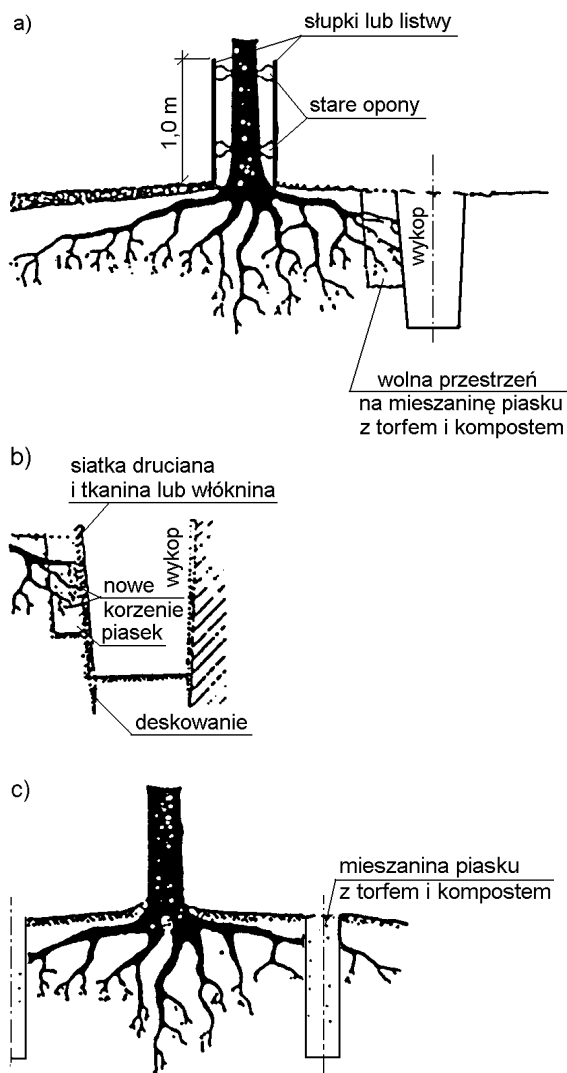 a)
słupki lub listwy
stare opony
1,0 m
wykop
wolna przestrzeń
na mieszaninę piasku
z torfem i kompostem
b)
siatka druciana
i tkanina lub włóknina
wykop
nowe
korzenie
piasek
deskowanie
c)
mieszanina piasku
z torfem i kompostem